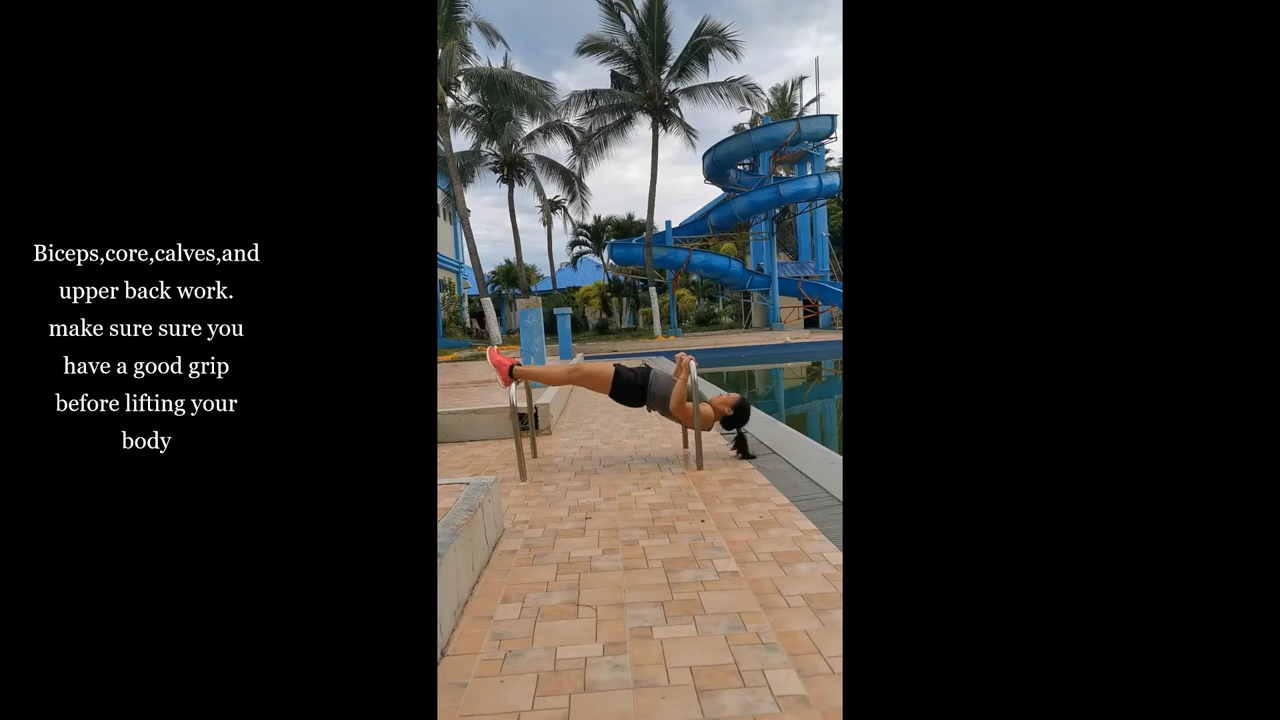 Biceps,core,calves,and
upper back work.
make sure sure you
have a good grip
before lifting your
body